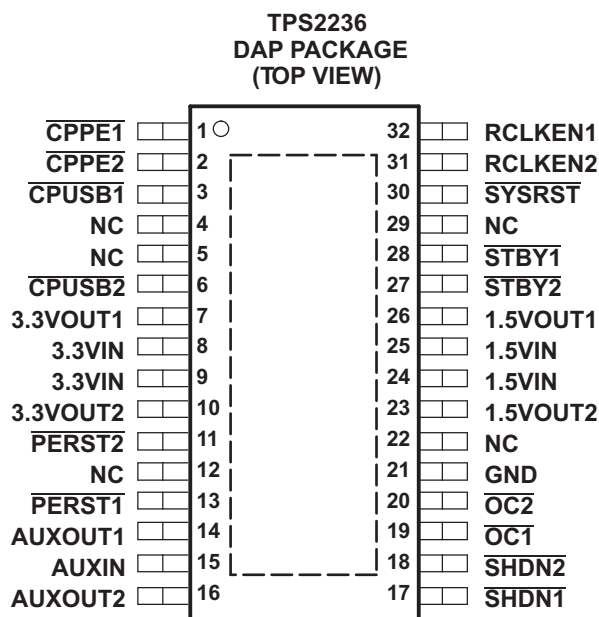 TPS2236
DAP PACKAGE
(TOP VIEW)
CPPE1 1 32 RCLKEN1
CPPE2 2 31 RCLKEN2
CPUSB1 3 30 SYSRST
NC 4 29 NC
NC 5 28 STBY1
CPUSB2 6 27 STBY2
3.3VOUT1 7 26 1.5VOUT1
3.3VIN 8 25 1.5VIN
3.3VIN 9 24 1.5VIN
3.3VOUT2 10 23 1.5VOUT2
PERST2 11 22 NC
NC 12 21 GND
PERST1 13 20 OC2
AUXOUT1 14 19 OC1
AUXIN 15 18 SHDN2
AUXOUT2 16 17 SHDN1